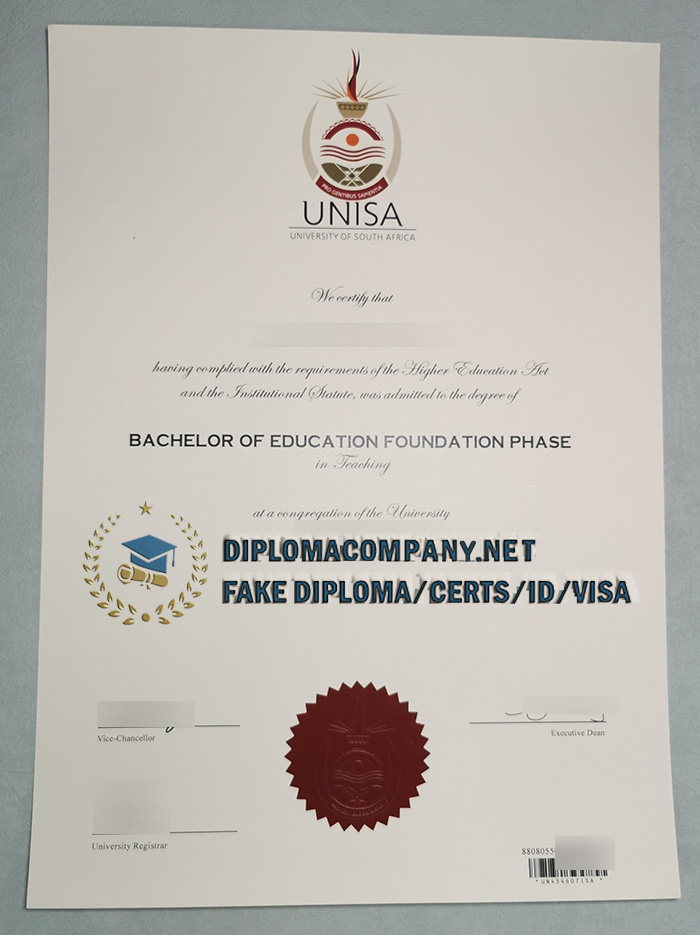 PRO GENTIBUS SAPIENTIA
UNISA
UNIVERSITY OF SOUTH AFRICA
We certify that
having complied with the requirements of the Higher Education Act
and the Institutional Statute, was admitted to the degree of
BACHELOR OF EDUCATION FOUNDATION PHASE
in Teaching
at a congregation of the University
DIPLOMACOMPANY.NET
FAKE DIPLOMA/CERTS/ID/VISA
Vice-Chancellor
Executive Dean
University Registrar
* UN4346071SA *